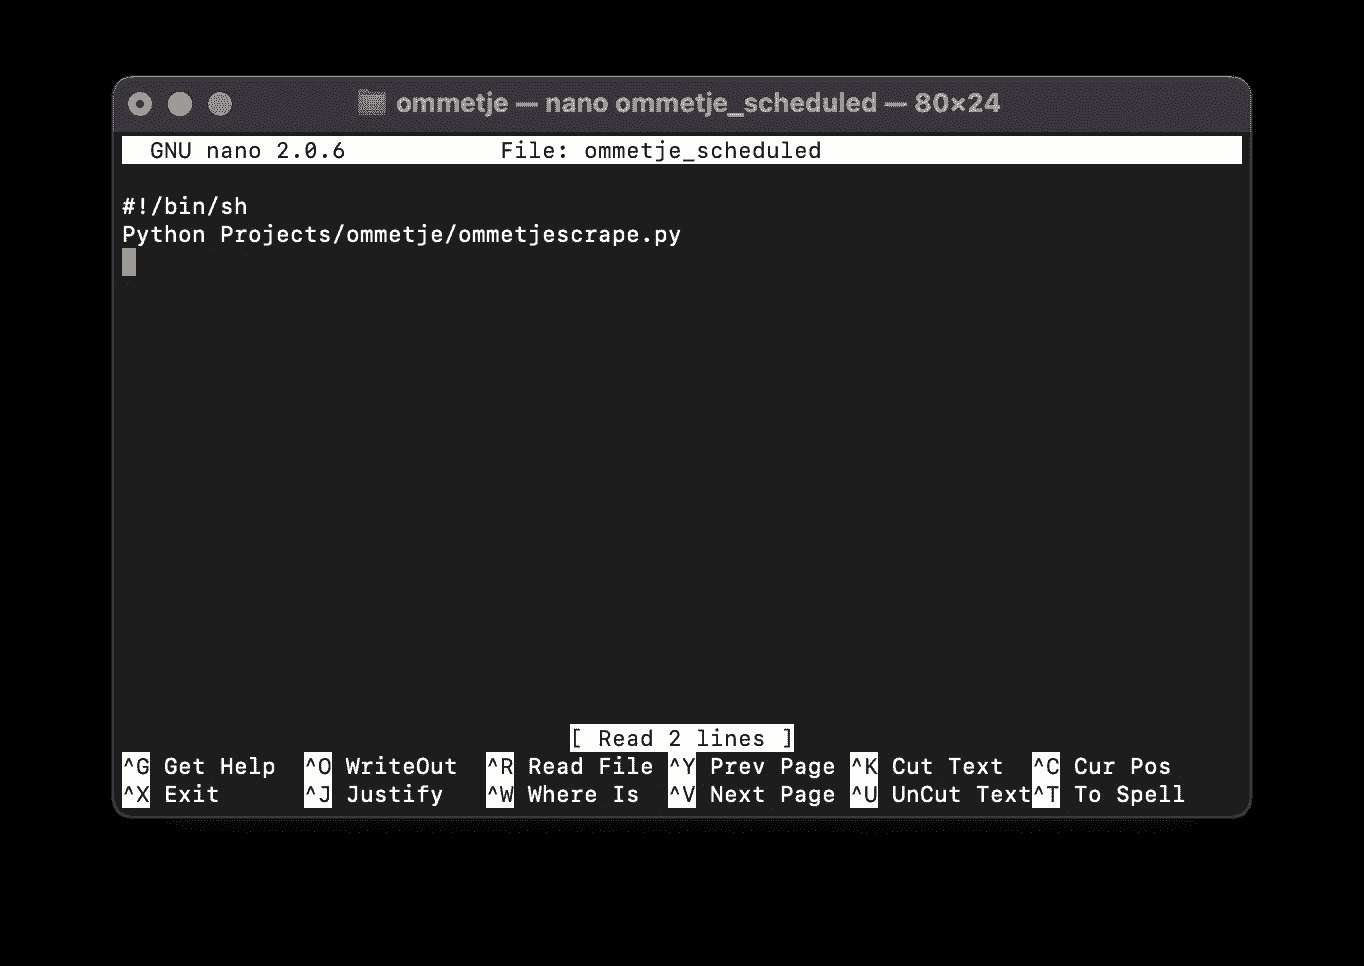 ommetje — nano ommetje_scheduled — 80×24
GNU nano 2.0.6 File: ommetje_scheduled
#!/bin/sh
Python Projects/ommetje/ommetjescrape.py
[ Read 2 lines ]
^G Get Help ^O WriteOut ^R Read File ^Y Prev Page ^K Cut Text ^C Cur Pos
^X Exit ^J Justify ^W Where Is ^V Next Page ^U UnCut Text^T To Spell